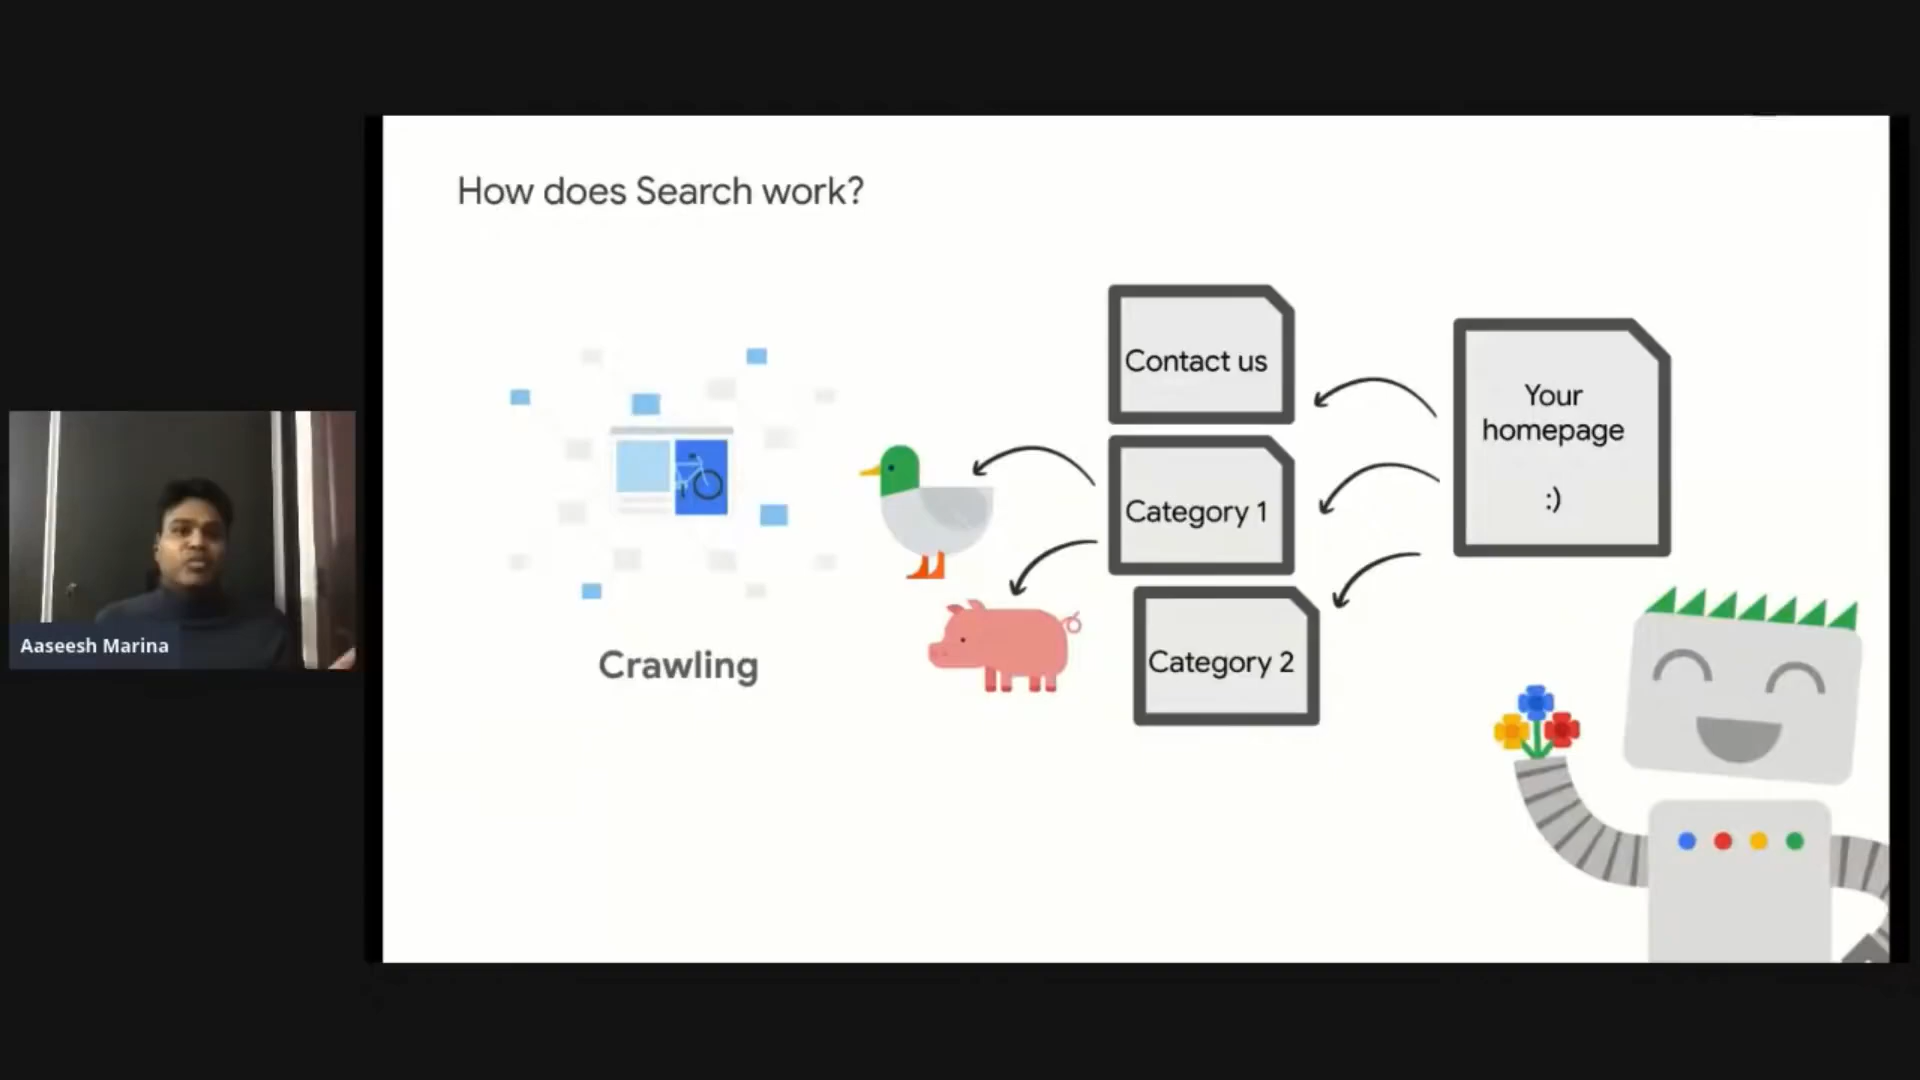 How does Search work?
Contact us
Your
homepage
:)
Category 1
Category 2
Crawling
Aaseesh Marina